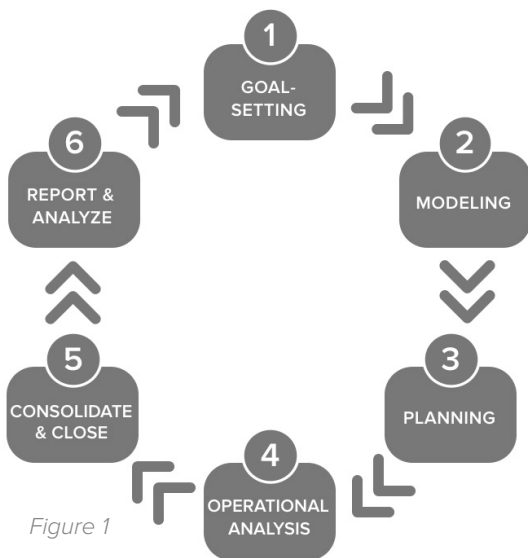 1
GOAL-
SETTING
2
MODELING
3
PLANNING
4
OPERATIONAL
ANALYSIS
5
CONSOLIDATE
& CLOSE
6
REPORT &
ANALYZE
Figure 1